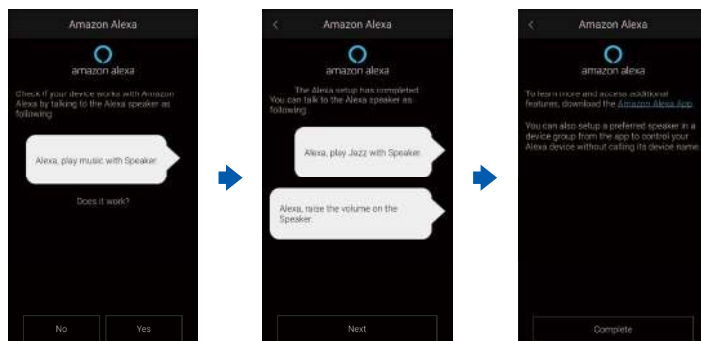 Amazon Alexa
amazon alexa
Check if your device works with Amazon
Alexa by talking to the Alexa speaker as
following
Alexa, play music with Speaker
Does it work?
No
Yes
Amazon Alexa
amazon alexa
The Alexa setup has completed
You can talk to the Alexa speaker as
following
Alexa, play Jazz with Speaker.
Alexa, raise the volume on the
Speaker.
Next
Amazon Alexa
amazon alexa
To learn more and access additional
features, download the Amazon Alexa App
You can also setup a preferred speaker in a
device group from the app to control your
Alexa device without calling its device name.
Complete